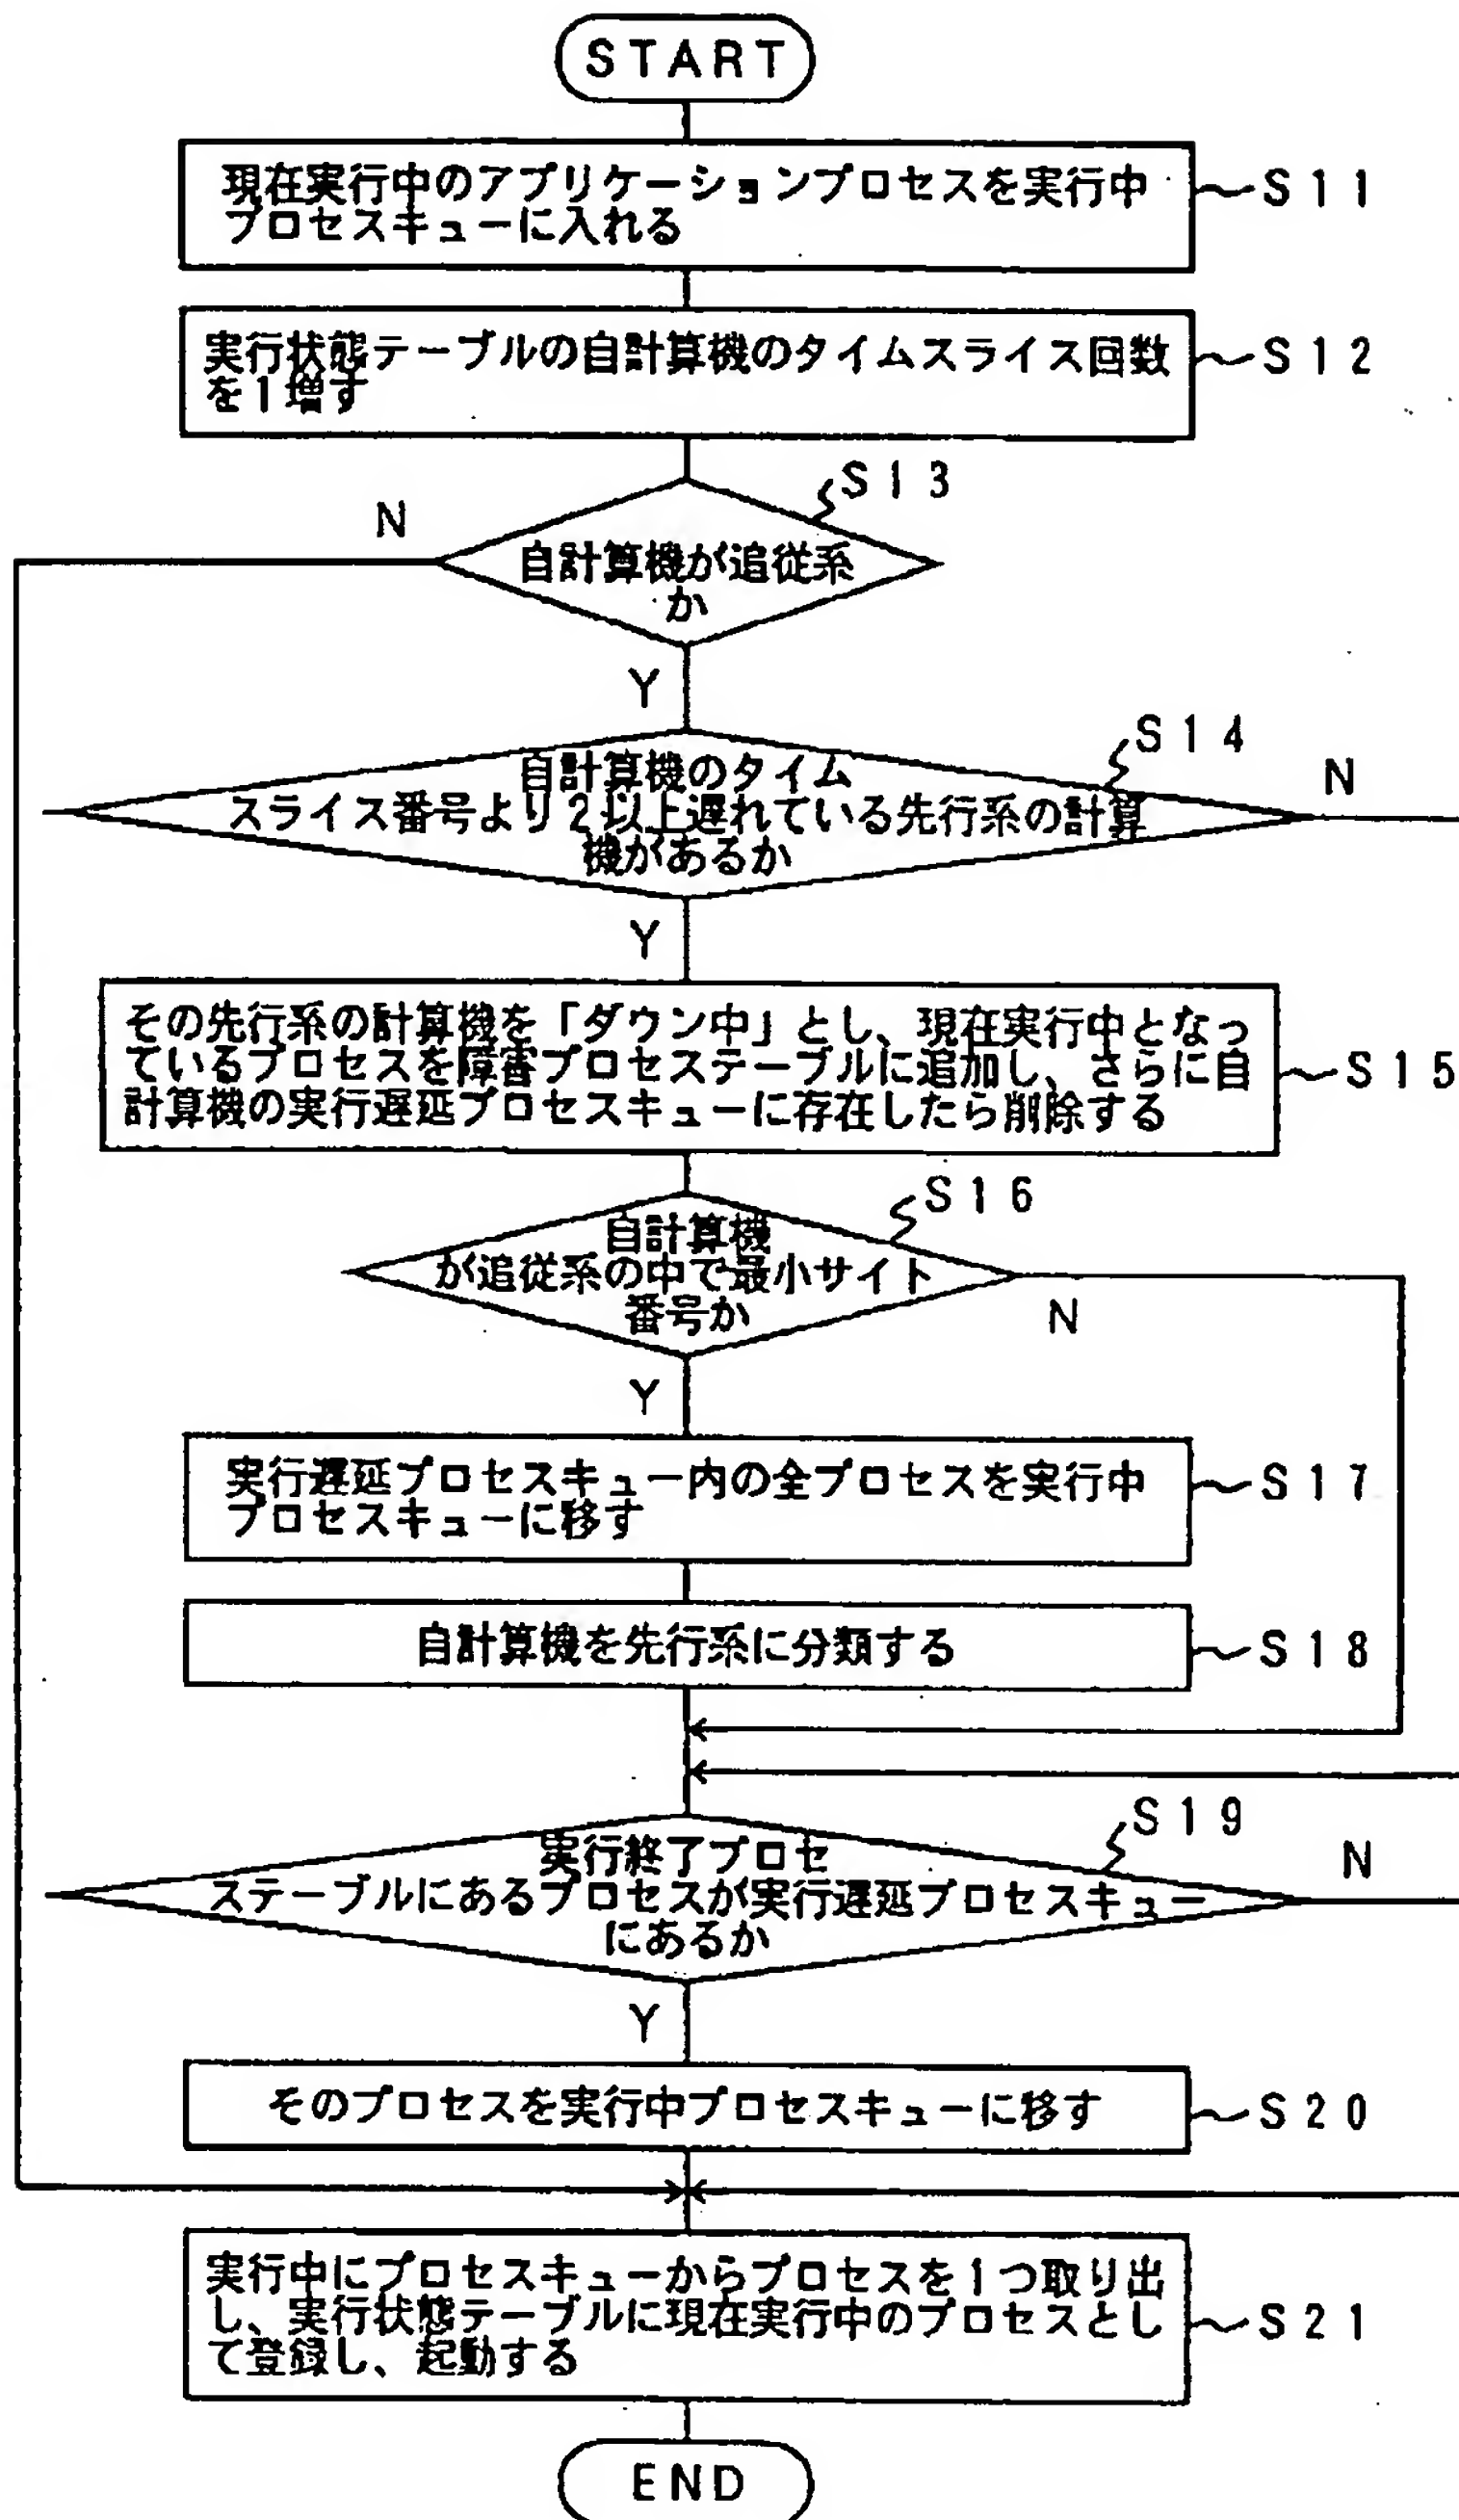 START
現在実行中のアプリケーションプロセスを実行中
プロセスキューに入れる
S11
実行状態テーブルの自計算機のタイムスライス回数
を1増す
S12
S13
N
自計算機が追従系
か
Y
S14
N
自計算機のタイム
スライス番号より2以上遅れている先行系の計算
機があるか
Y
その先行系の計算機を「ダウン中」とし、現在実行中となっ
ているプロセスを障害プロセステーブルに追加し、さらに自
計算機の実行遅延プロセスキューに存在したら削除する
S15
S16
自計算機
が追従系の中で最小サイト
番号か
N
Y
実行遅延プロセスキュー内の全プロセスを実行中
プロセスキューに移す
S17
自計算機を先行系に分類する
S18
S19
N
実行終了プロセ
ステーブルにあるプロセスが実行遅延プロセスキュー
にあるか
Y
そのプロセスを実行中プロセスキューに移す
S20
実行中にプロセスキューからプロセスを1つ取り出
し、実行状態テーブルに現在実行中のプロセスとし
て登録し、起動する
S21
END